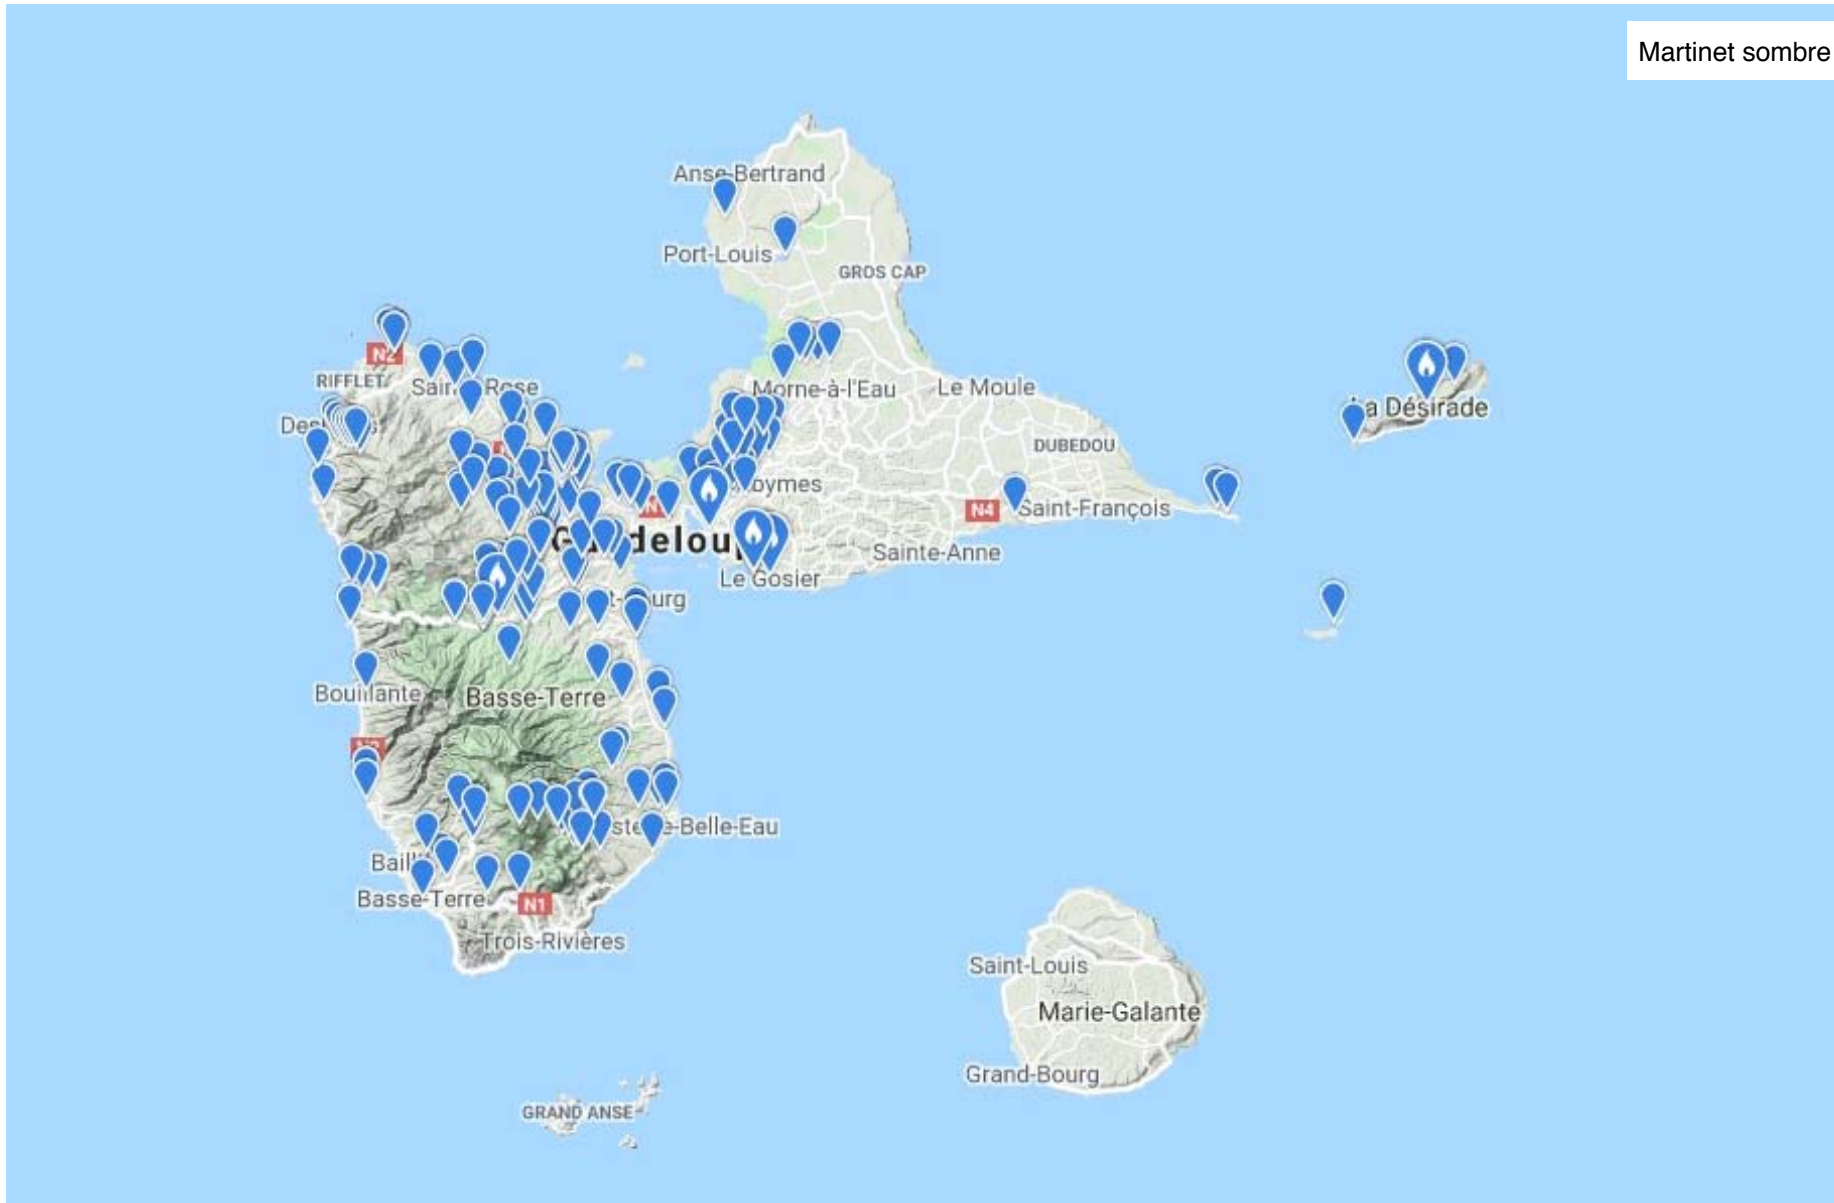 Martinet sombre
Anse-Bertrand
Port-Louis
GROS CAP
N2
RIFFLET
Morne-à-l'Eau
Le Moule
La Désirade
DUBEDOU
N4
Saint-François
Sainte-Anne
Le Gosier
Bouillante
Basse-Terre
Basse-Terre
N1
Trois-Rivières
Saint-Louis
Marie-Galante
Grand-Bourg
GRAND ANSE